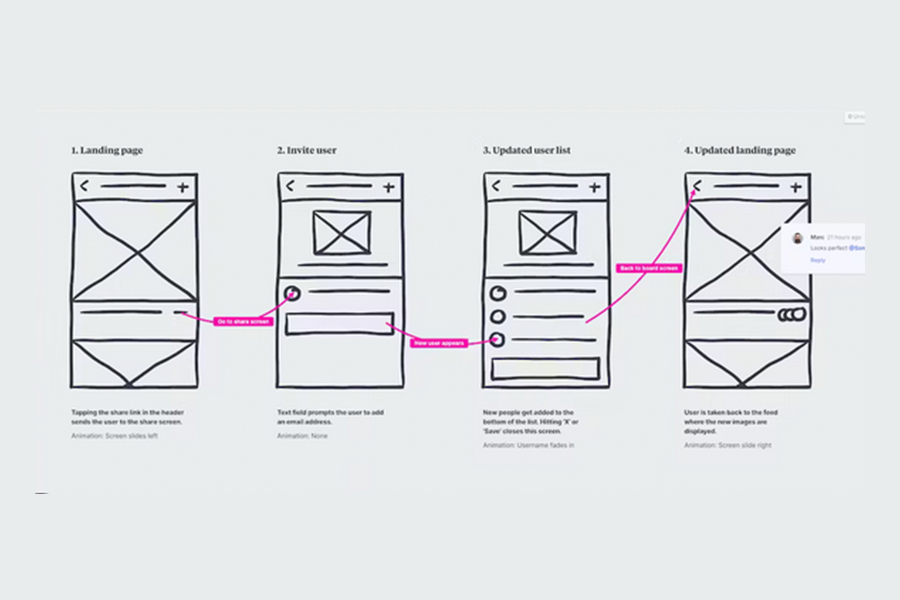 1. Landing page
2. Invite user
3. Updated user list
4. Updated landing page
Go to share screen
New user appears
Back to board screen
Marc 21 hours ago
Looks perfect
Reply
Tapping the share link in the header
sends the user to the share screen.
Animation: Screen slides left
Text field prompts the user to add
an email address.
Animation: None
New people get added to the
bottom of the list. Hitting 'X' or
'Save' closes this screen.
Animation: Username fades in
User is taken back to the feed
where the new images are
displayed.
Animation: Screen slide right